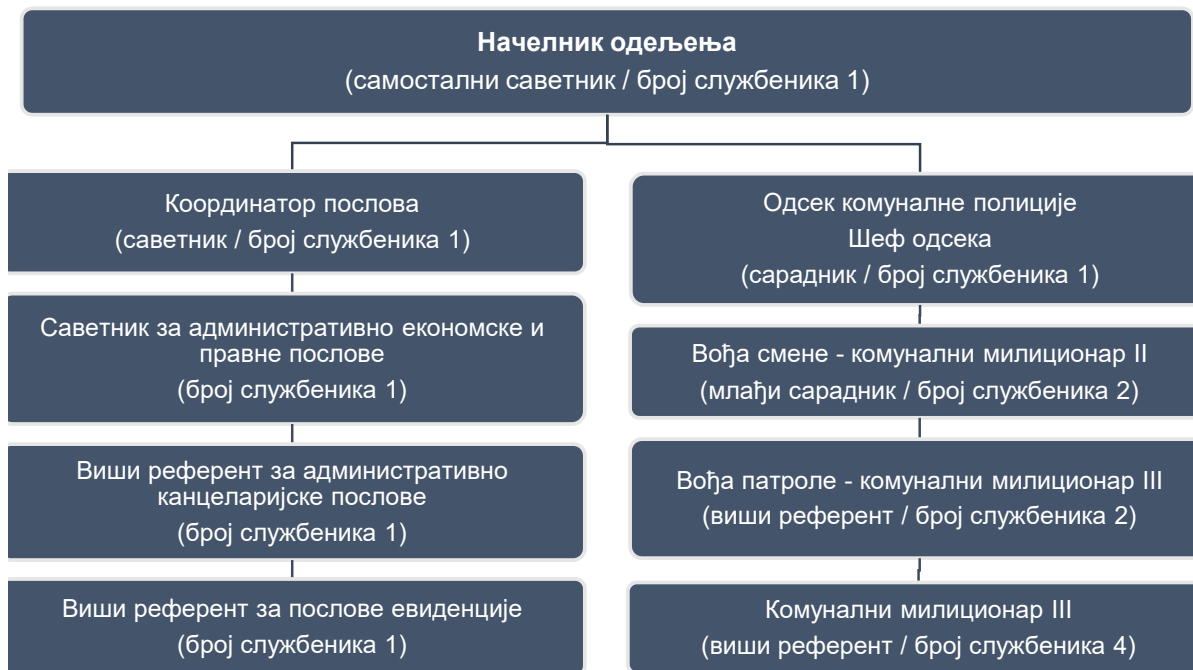 Начелник одељења
(самостални саветник / број службеника 1)
Координатор послова
(саветник / број службеника 1)
Саветник за административно економске и
правне послове
(број службеника 1)
Виши референт за административно
канцеларијске послове
(број службеника 1)
Виши референт за послове евиденције
(број службеника 1)
Одсек комуналне полиције
Шеф одсека
(сарадник / број службеника 1)
Вођа смене - комунални милиционар II
(млађи сарадник / број службеника 2)
Вођа патроле - комунални милиционар III
(виши референт / број службеника 2)
Комунални милиционар III
(виши референт / број службеника 4)